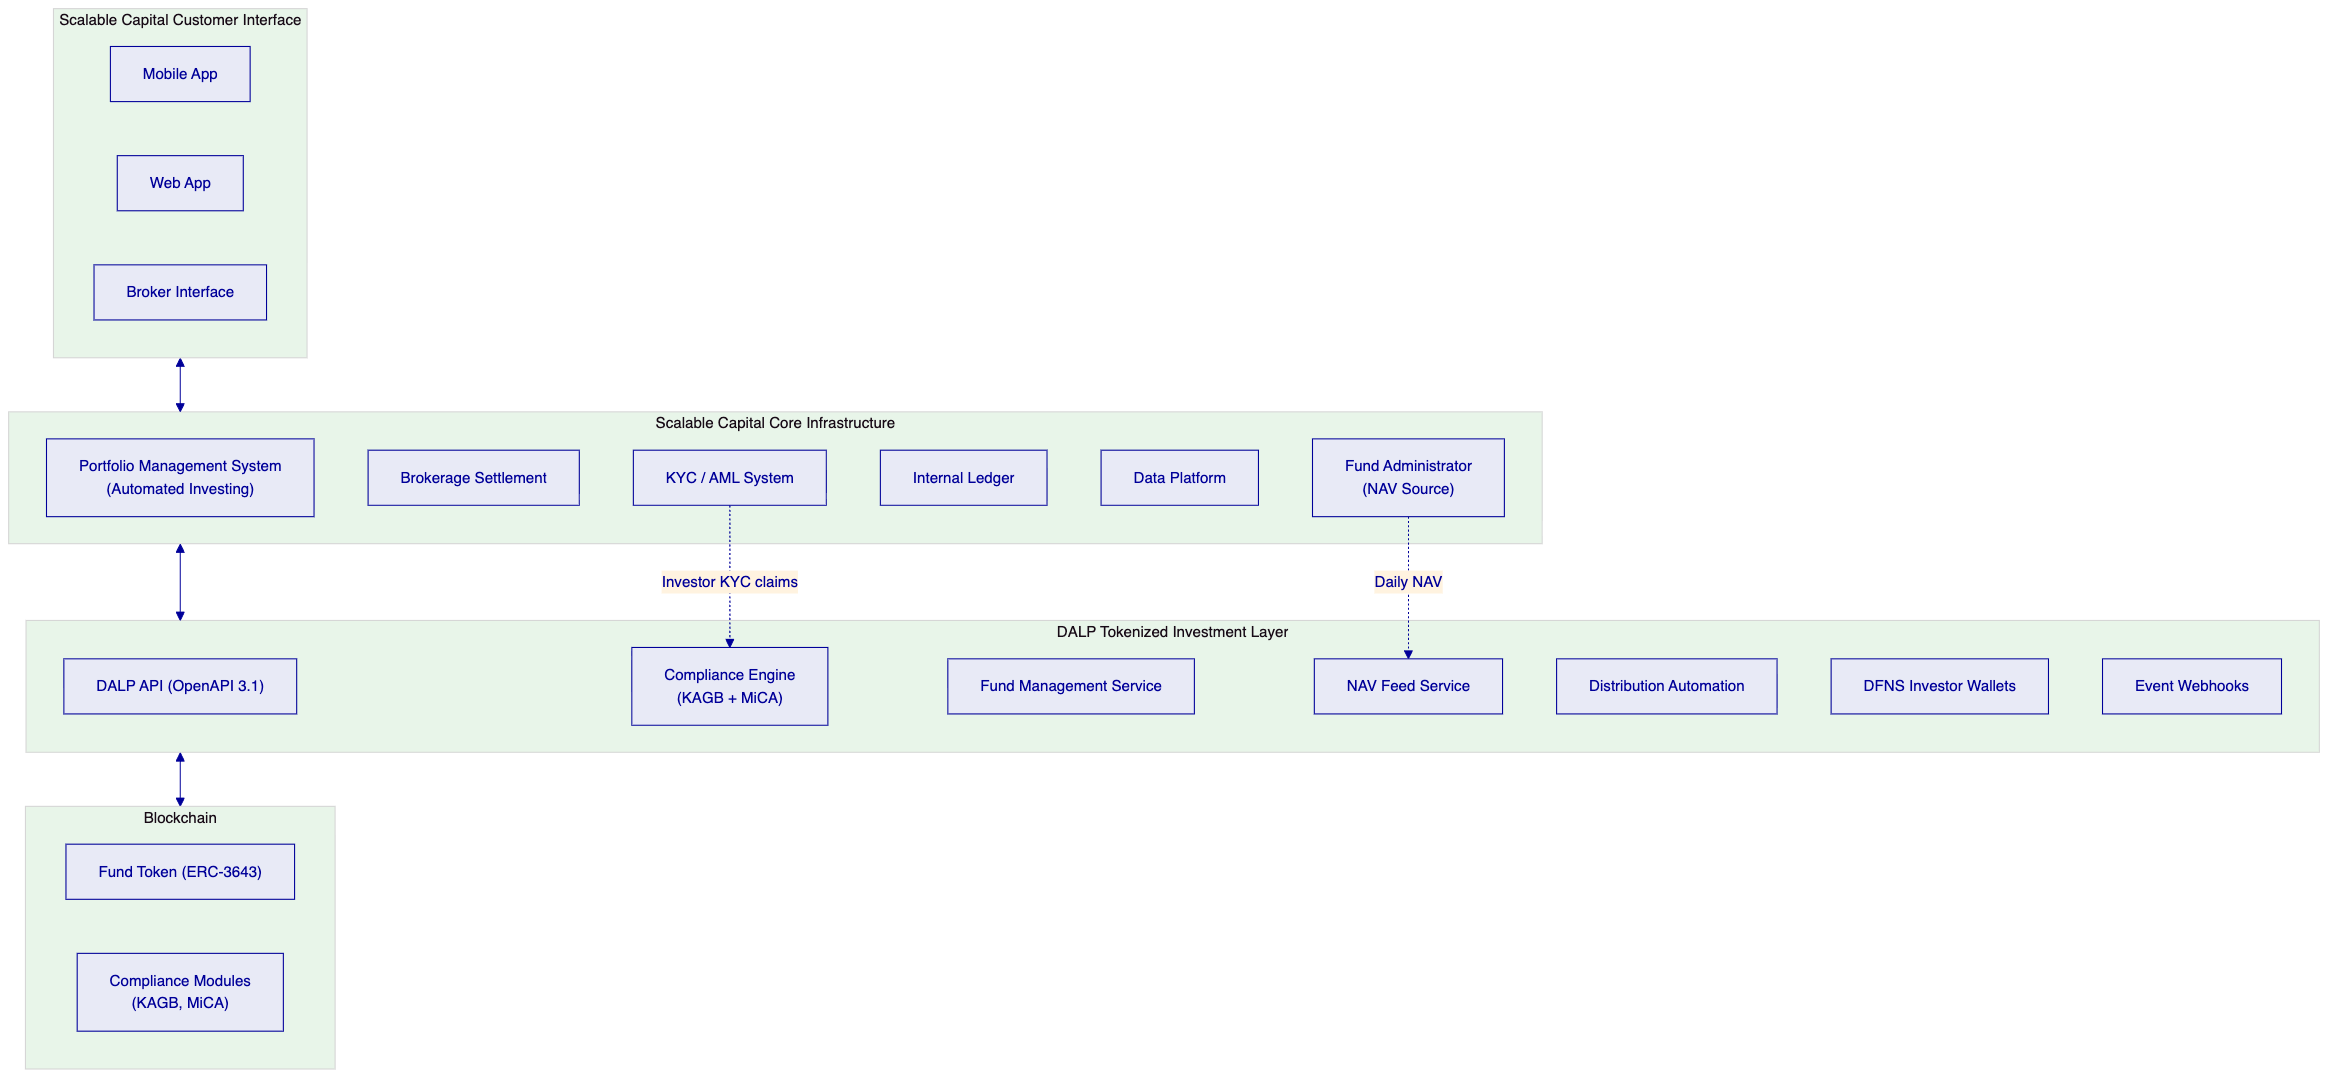 Scalable Capital Customer Interface
Mobile App
Web App
Broker Interface
Scalable Capital Core Infrastructure
Portfolio Management System
(Automated Investing)
Brokerage Settlement
KYC / AML System
Internal Ledger
Data Platform
Fund Administrator
(NAV Source)
Investor KYC claims
Daily NAV
DALP Tokenized Investment Layer
DALP API (OpenAPI 3.1)
Compliance Engine
(KAGB + MiCA)
Fund Management Service
NAV Feed Service
Distribution Automation
DFNS Investor Wallets
Event Webhooks
Blockchain
Fund Token (ERC-3643)
Compliance Modules
(KAGB, MiCA)